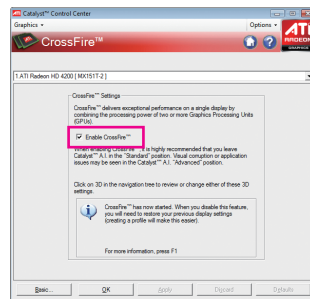 Catalyst™ Control Center
Graphics ▾ Options ▾
ATI
RADEON
GRAPHICS
CrossFire™
1.ATI Radeon HD 4200 [ MX151T-2 ]
CrossFire™ Settings
CrossFire™ delivers exceptional performance on a single display by
combining the processing power of two or more Graphics Processing Units
(GPUs).
Enable CrossFire™
When enabling CrossFire™, it is highly recommended that you leave
Catalyst™ A.I. in the "Standard" position. Visual corruption or application
issues may be seen in the Catalyst™ A.I. "Advanced" position.
Click on 3D in the navigation tree to review or change either of these 3D
settings.
CrossFire™ has now started. When you disable this feature,
you will need to restore your previous display settings
(creating a profile will make this easier).
For more information, press F1
Basic... OK Apply Discard Defaults